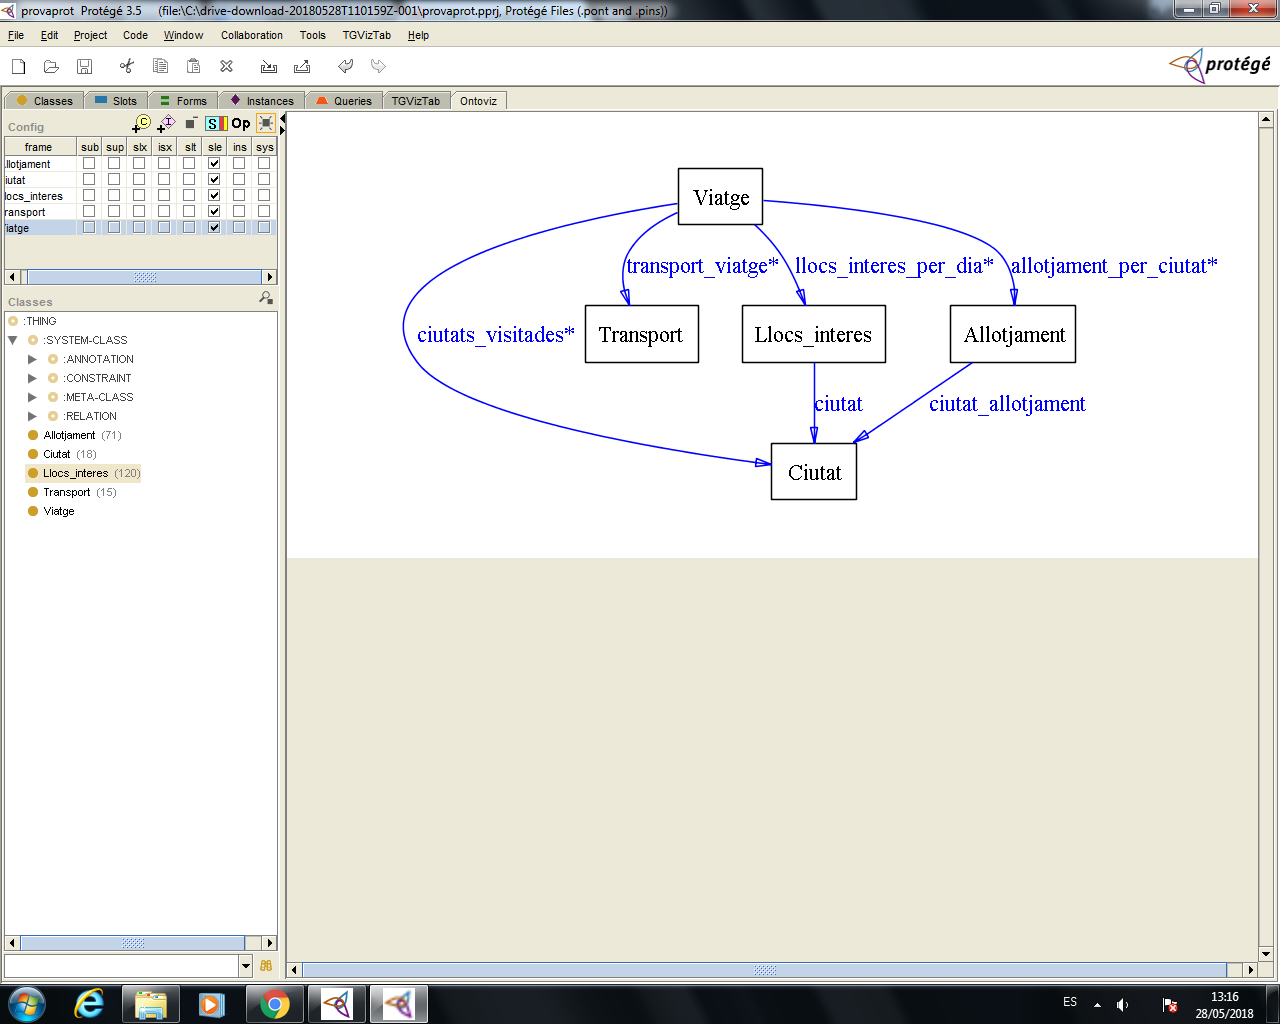 provaprot  Protégé 3.5     (file:\C:\drive-download-20180528T110159Z-001\provaprot.pprj, Protégé Files (.pont and .pins))
File Edit Project Code Window Collaboration Tools TGVizTab Help
protégé
Classes Slots Forms Instances Queries TGVizTab Ontoviz
Config C I S Op
frame sub sup slx isx slt sle ins sys
llotjament
iutat
locs_interes
ransport
iatge
Classes
:THING
:SYSTEM-CLASS
:ANNOTATION
:CONSTRAINT
:META-CLASS
:RELATION
Allotjament (71)
Ciutat (18)
Llocs_interes (120)
Transport (15)
Viatge
Viatge
transport_viatge* llocs_interes_per_dia* allotjament_per_ciutat*
ciutats_visitades* Transport Llocs_interes Allotjament
ciutat ciutat_allotjament
Ciutat
ES 13:16
28/05/2018